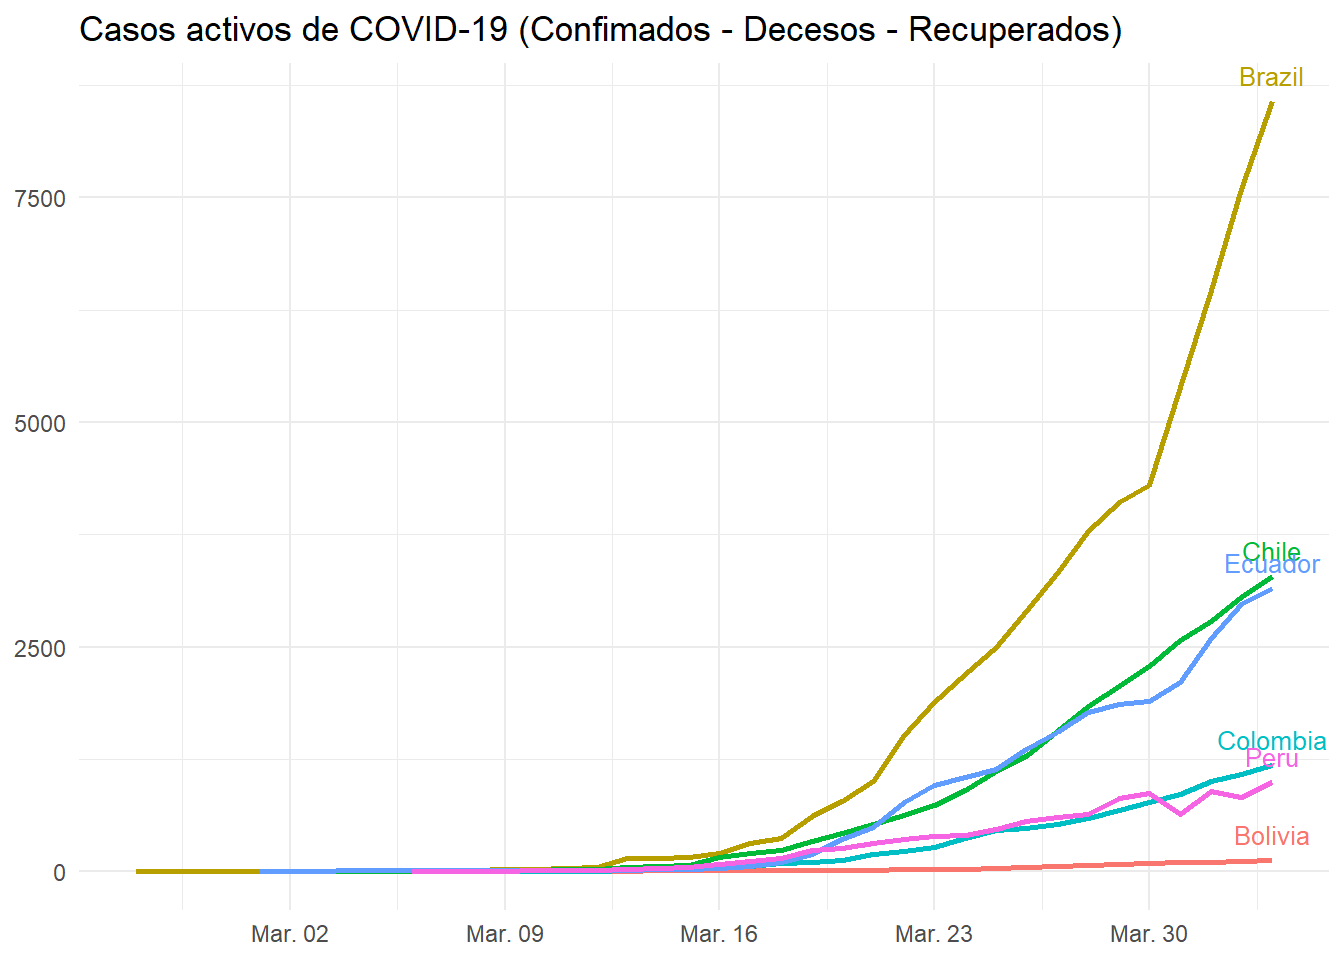 Casos activos de COVID-19 (Confimados - Decesos - Recuperados)
Brazil
7500
5000
Chile
Ecuador
2500
Colombia
Peru
Bolivia
0
Mar. 02 Mar. 09 Mar. 16 Mar. 23 Mar. 30